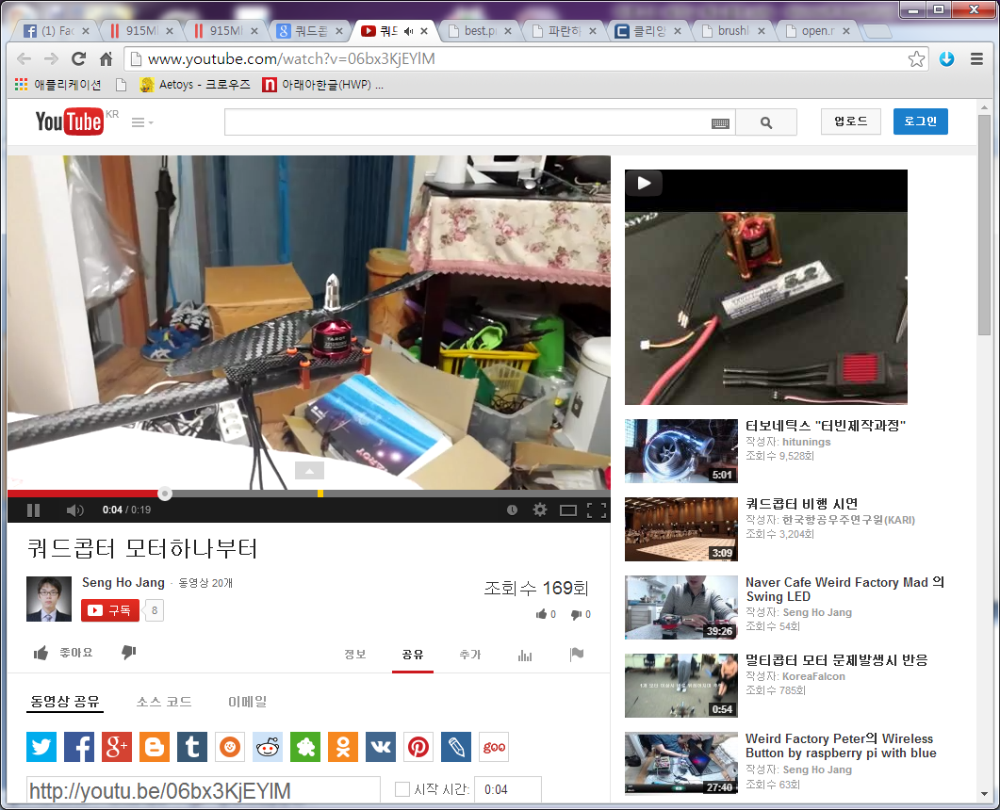 (1) Fac
915MI
915MI
쿼드콥
쿼드
best.p
파란하
클리앙
brushl
open.n
www.youtube.com/watch?v=06bx3KjEYlM
애플리케이션
Aetoys - 크로우즈
아래아한글(HWP) ...
YouTube KR
업로드
로그인
TAROT
0:04 / 0:19
쿼드콥터 모터하나부터
Seng Ho Jang · 동영상 20개
구독 8
조회수 169회
0 0
좋아요
정보
공유
추가
동영상 공유
소스 코드
이메일
goo
http://youtu.be/06bx3KjEYlM
시작 시간: 0:04
터보네틱스 "터빈제작과정"
작성자: hitunings
조회수 9,528회
5:01
쿼드콥터 비행 시연
작성자: 한국항공우주연구원(KARI)
조회수 3,204회
3:09
Naver Cafe Weird Factory Mad 의
Swing LED
작성자: Seng Ho Jang
조회수 54회
39:26
멀티콥터 모터 문제발생시 반응
작성자: KoreaFalcon
조회수 785회
0:54
Weird Factory Peter의 Wireless
Button by raspberry pi with blue
작성자: Seng Ho Jang
조회수 63회
27:40